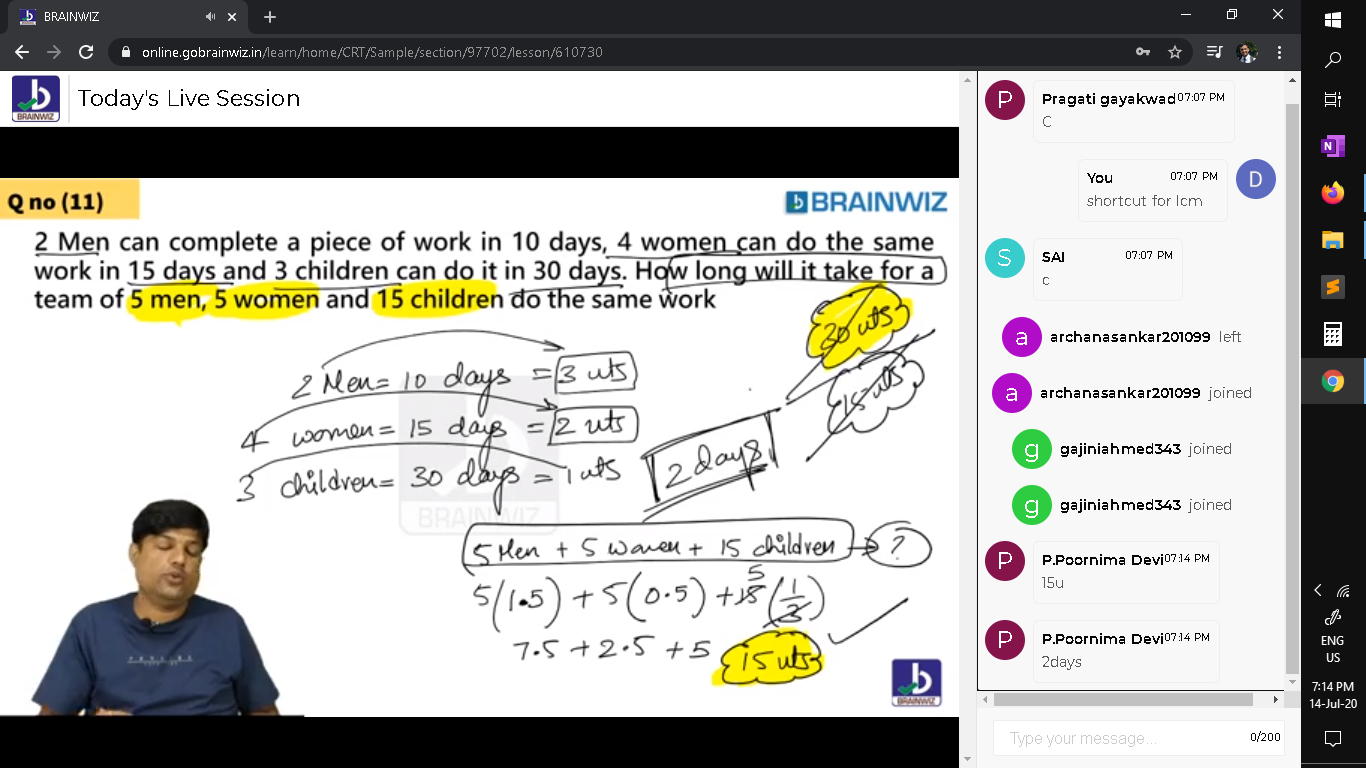 BRAINWIZ
online.gobrainwiz.in/learn/home/CRT/Sample/section/97702/lesson/610730
BRAINWIZ
Today's Live Session
Q no (11)
BRAINWIZ
2 Men can complete a piece of work in 10 days, 4 women can do the same
work in 15 days and 3 children can do it in 30 days. How long will it take for a
team of 5 men, 5 women and 15 children do the same work
30 uts
15 uts
2 Men = 10 days = 3 uts
4 women = 15 days = 2 uts
3 children = 30 days = 1 uts
2 days
BRAINWIZ
5 Men + 5 women + 15 children → ?
5
5(1.5) + 5(0.5) + 15(1/3)
7.5 + 2.5 + 5
15 uts
BRAINWIZ
P
Pragati gayakwad 07:07 PM
C
You 07:07 PM
D
shortcut for lcm
S
SAI 07:07 PM
c
a archanasankar201099 left
a archanasankar201099 joined
g gajiniahmed343 joined
g gajiniahmed343 joined
P
P.Poornima Devi 07:14 PM
15u
P
P.Poornima Devi 07:14 PM
2days
Type your message... 0/200
N
S
ENG
US
7:14 PM
14-Jul-20